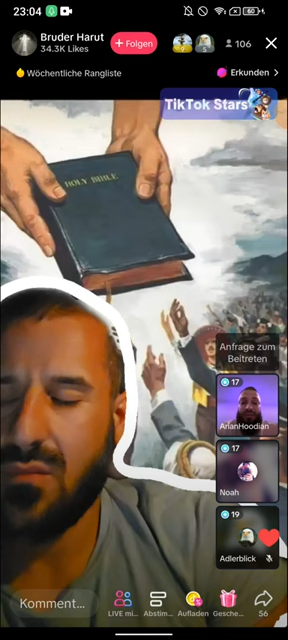 23:04
60
Bruder Harut
34.3K Likes
+ Folgen
106
Wöchentliche Rangliste
Erkunden >
TikTok Stars
HOLY BIBLE
Anfrage zum
Beitreten
17
ArianHoodian
17
Noah
19
Adlerblick
Komment...
LIVE mi...
Abstim...
Aufladen
Gesche...
56